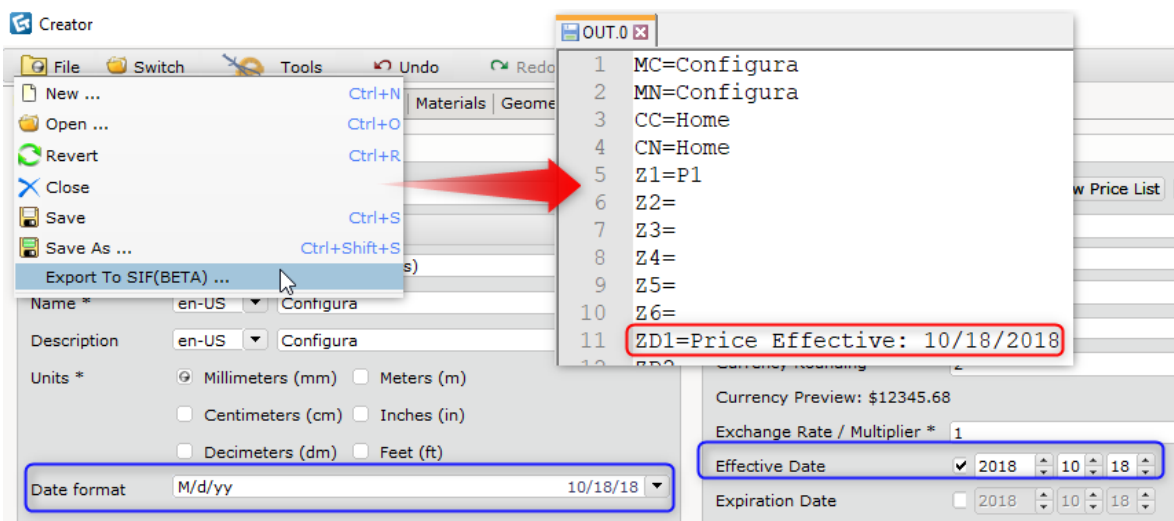 Creator
File Switch Tools Undo Redo
New ... Ctrl+N
Open ... Ctrl+O
Revert Ctrl+R
Close
Save Ctrl+S
Save As ... Ctrl+Shift+S
Export To SIF(BETA) ...
Materials
OUT.0
1 MC=Configura
2 MN=Configura
3 CC=Home
4 CN=Home
5 Z1=P1
6 Z2=
7 Z3=
8 Z4=
9 Z5=
10 Z6=
11 ZD1=Price Effective: 10/18/2018
Price List
Name * en-US Configura
Description en-US Configura
Units * Millimeters (mm) Meters (m)
Centimeters (cm) Inches (in)
Decimeters (dm) Feet (ft)
Date format M/d/yy 10/18/18
Currency Rounding
Currency Preview: $12345.68
Exchange Rate / Multiplier * 1
Effective Date 2018 10 18
Expiration Date 2018 10 18